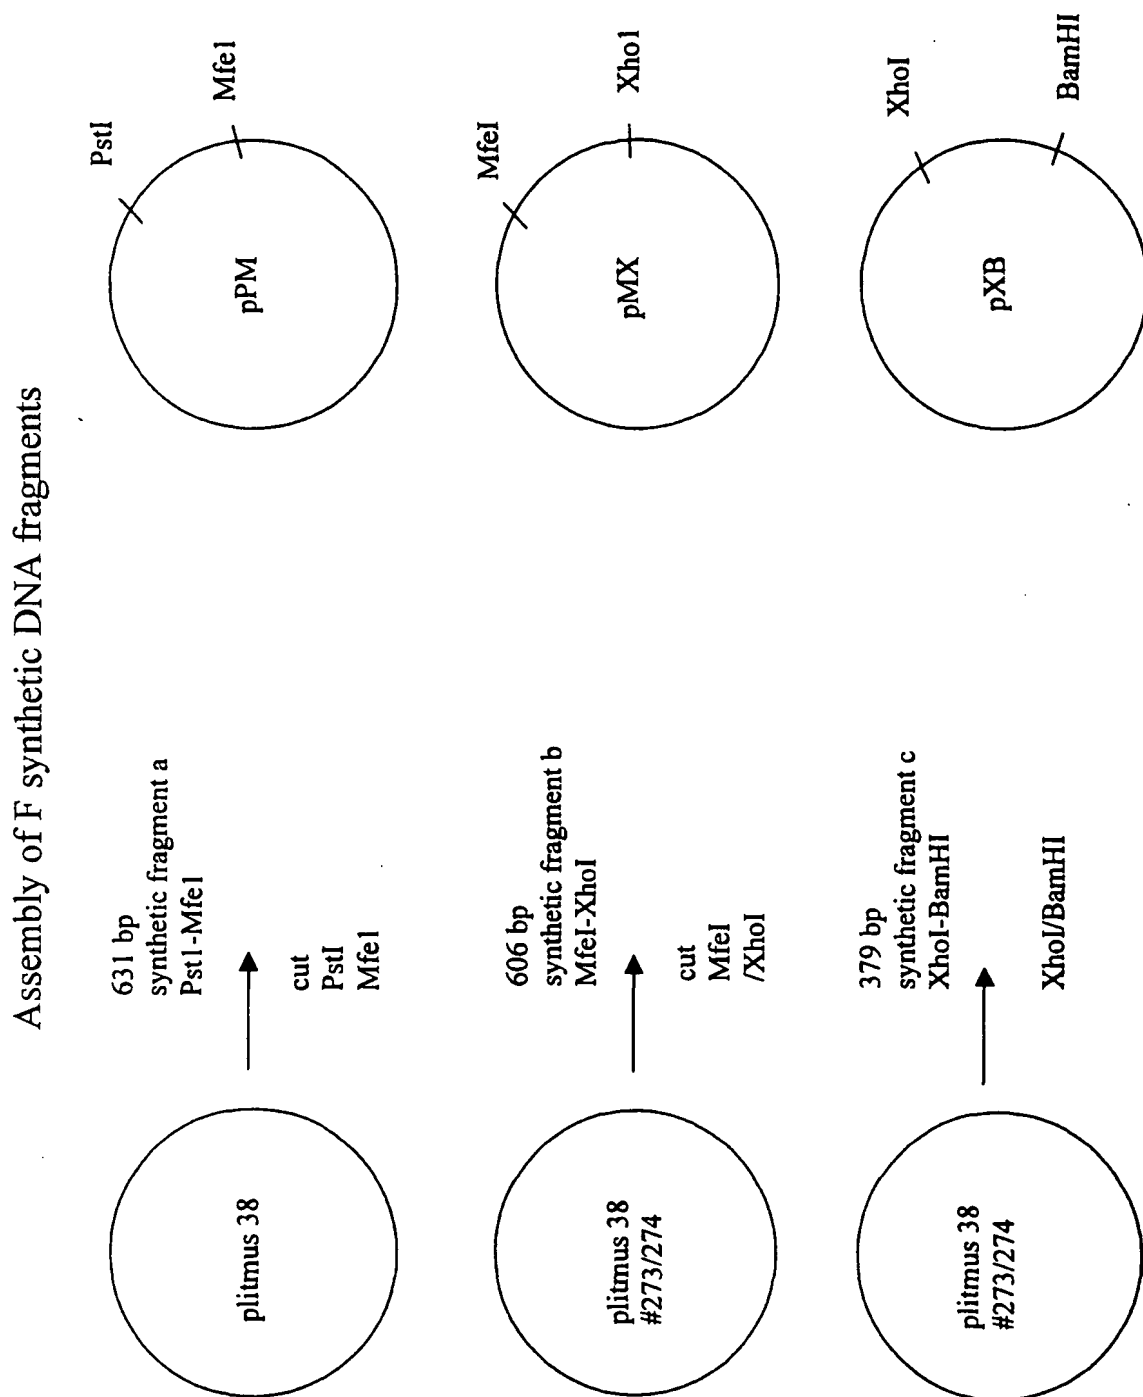 Assembly of F synthetic DNA fragments
plitmus 38
631 bp
synthetic fragment a
Pst1-Mfe1
cut
PstI
Mfe1
pPM
PstI
Mfe1
plitmus 38
#273/274
606 bp
synthetic fragment b
MfeI-XhoI
cut
MfeI
/XhoI
pMX
MfeI
Xho1
plitmus 38
#273/274
379 bp
synthetic fragment c
XhoI-BamHI
XhoI/BamHI
pXB
XhoI
BamHI